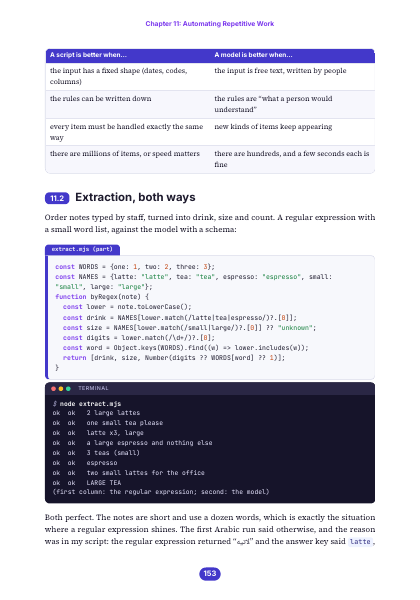 Chapter 11: Automating Repetitive Work
A script is better when… A model is better when…
the input has a fixed shape (dates, codes, the input is free text, written by people
columns)
the rules can be written down the rules are “what a person would
understand”
every item must be handled exactly the same new kinds of items keep appearing
way
there are millions of items, or speed matters there are hundreds, and a few seconds each is
fine
11.2 Extraction, both ways
Order notes typed by staff, turned into drink, size and count. A regular expression with
a small word list, against the model with a schema:
extract.mjs (part)
const WORDS = {one: 1, two: 2, three: 3};
const NAMES = {latte: "latte", tea: "tea", espresso: "espresso", small:
"small", large: "large"};
function byRegex(note) {
const lower = note.toLowerCase();
const drink = NAMES[lower.match(/latte|tea|espresso/)?.[0]];
const size = NAMES[lower.match(/small|large/)?.[0]] ?? "unknown";
const digits = lower.match(/\d+/)?.[0];
const word = Object.keys(WORDS).find((w) => lower.includes(w));
return [drink, size, Number(digits ?? WORDS[word] ?? 1)];
}
TERMINAL
$ node extract.mjs
ok ok 2 large lattes
ok ok one small tea please
ok ok latte x3, large
ok ok a large espresso and nothing else
ok ok 3 teas (small)
ok ok espresso
ok ok two small lattes for the office
ok ok LARGE TEA
(first column: the regular expression; second: the model)
Both perfect. The notes are short and use a dozen words, which is exactly the situation
where a regular expression shines. The first Arabic run said otherwise, and the reason
was in my script: the regular expression returned “لاتيه” and the answer key said latte,
153